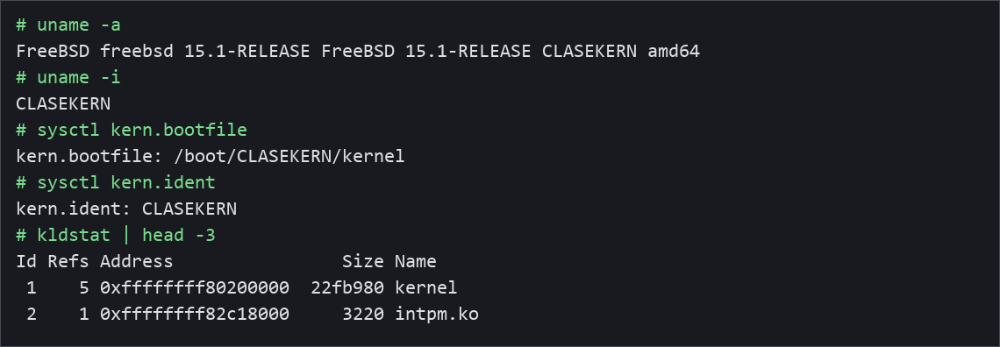 # uname -a
FreeBSD freebsd 15.1-RELEASE FreeBSD 15.1-RELEASE CLASEKERN amd64
# uname -i
CLASEKERN
# sysctl kern.bootfile
kern.bootfile: /boot/CLASEKERN/kernel
# sysctl kern.ident
kern.ident: CLASEKERN
# kldstat | head -3
Id Refs Address                Size Name
 1    5 0xffffffff80200000  22fb980 kernel
 2    1 0xffffffff82c18000     3220 intpm.ko